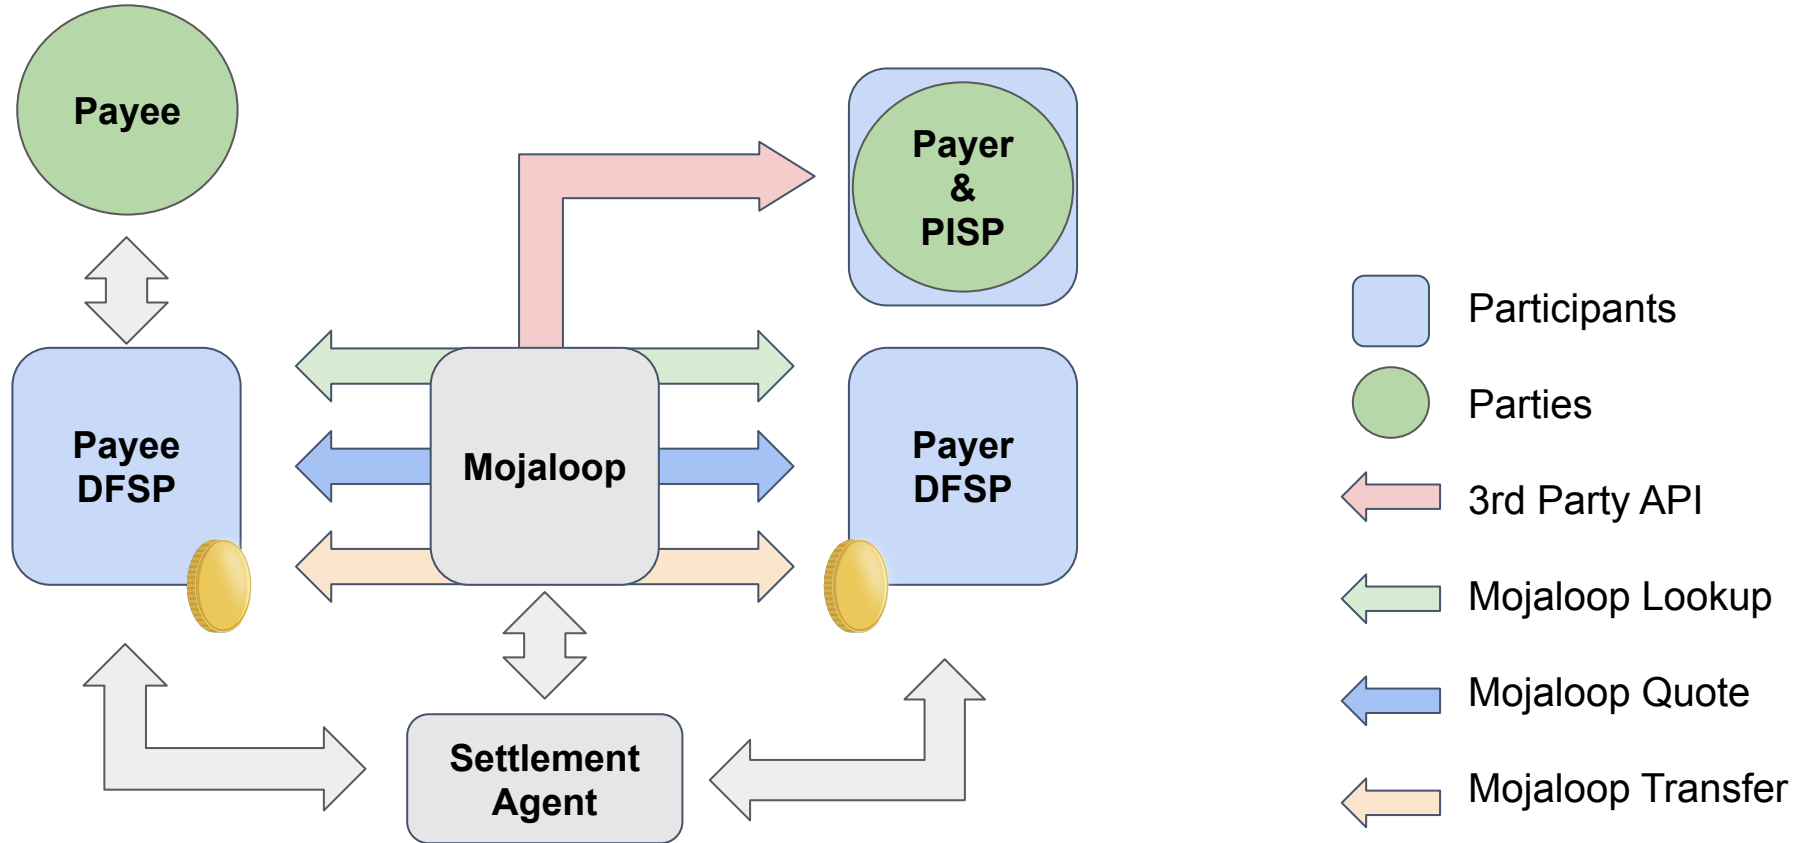 Payee
Payer
&
PISP
Payee
DFSP
Mojaloop
Payer
DFSP
Settlement
Agent
Participants
Parties
3rd Party API
Mojaloop Lookup
Mojaloop Quote
Mojaloop Transfer